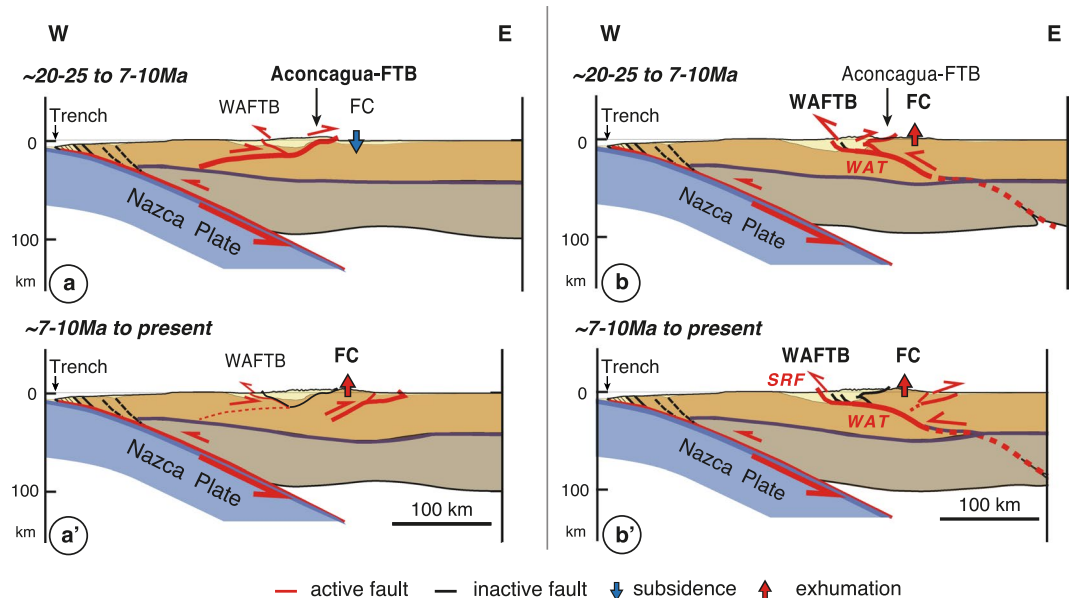 W E
~20-25 to 7-10Ma
Aconcagua-FTB
WAFTB FC
Trench
0
Nazca Plate
100
km
a
W E
~20-25 to 7-10Ma
Aconcagua-FTB
WAFTB FC
Trench
0
WAT
Nazca Plate
100
km
b
~7-10Ma to present
WAFTB FC
Trench
0
Nazca Plate
100
km
100 km
a'
~7-10Ma to present
WAFTB FC
Trench
SRF
0
WAT
Nazca Plate
100
km
100 km
b'
active fault inactive fault subsidence exhumation